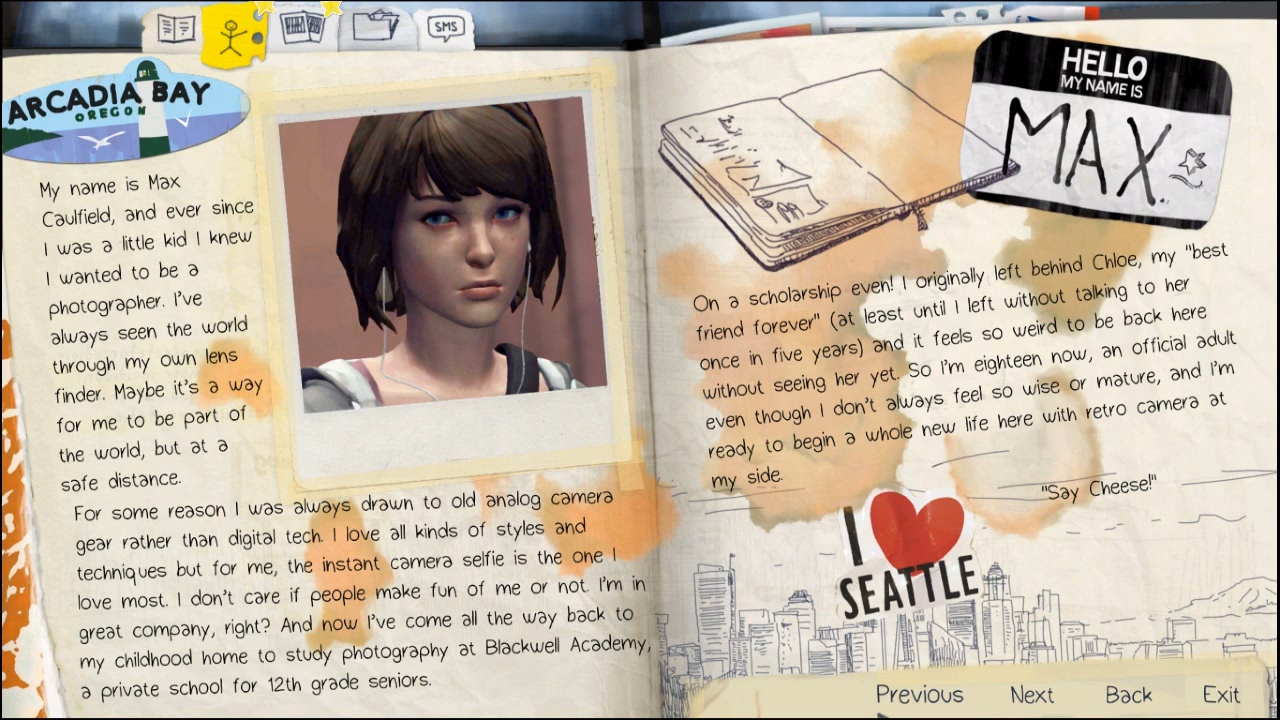 SMS
ARCADIA BAY
OREGON
My name is Max
Caulfield, and ever since
I was a little kid I knew
I wanted to be a
photographer. I've
always seen the world
through my own lens
finder. Maybe it's a way
for me to be part of
the world, but at a
safe distance.
For some reason I was always drawn to old analog camera
gear rather than digital tech. I love all kinds of styles and
techniques but for me, the instant camera selfie is the one I
love most. I don't care if people make fun of me or not. I'm in
great company, right? And now I've come all the way back to
my childhood home to study photography at Blackwell Academy,
a private school for 12th grade seniors.
HELLO
MY NAME IS
MAX
On a scholarship even! I originally left behind Chloe, my "best
friend forever" (at least until I left without talking to her
once in five years) and it feels so weird to be back here
without seeing her yet. So I'm eighteen now, an official adult
even though I don't always feel so wise or mature, and I'm
ready to begin a whole new life here with retro camera at
my side.
"Say Cheese!"
I
SEATTLE
Previous Next Back Exit